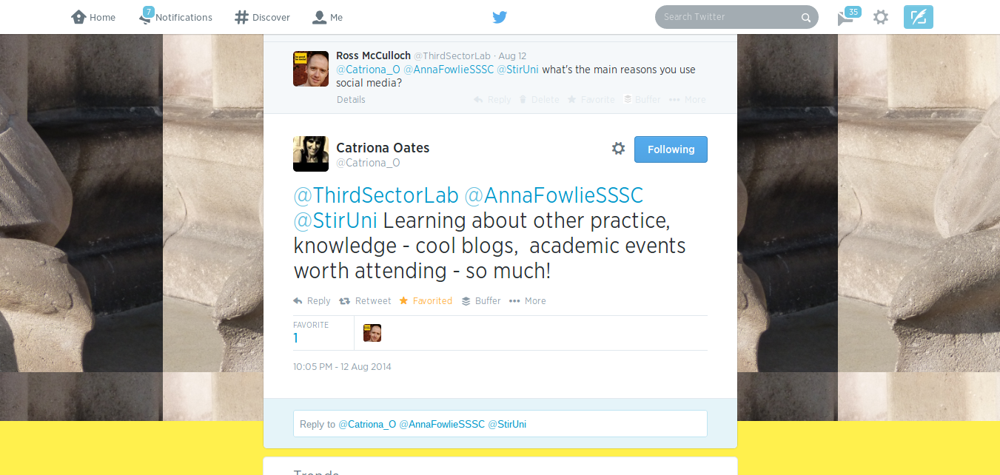 Home 7 Notifications Discover Me Search Twitter 35
Ross McCulloch @ThirdSectorLab · Aug 12
@Catriona_O @AnnaFowlieSSSC @StirUni what's the main reasons you use
social media?
Details Reply Delete Favorite Buffer More
Catriona Oates
@Catriona_O
Following
@ThirdSectorLab @AnnaFowlieSSSC
@StirUni Learning about other practice,
knowledge - cool blogs,  academic events
worth attending - so much!
Reply Retweet Favorited Buffer More
FAVORITE
1
10:05 PM - 12 Aug 2014
Reply to @Catriona_O @AnnaFowlieSSSC @StirUni
Trends